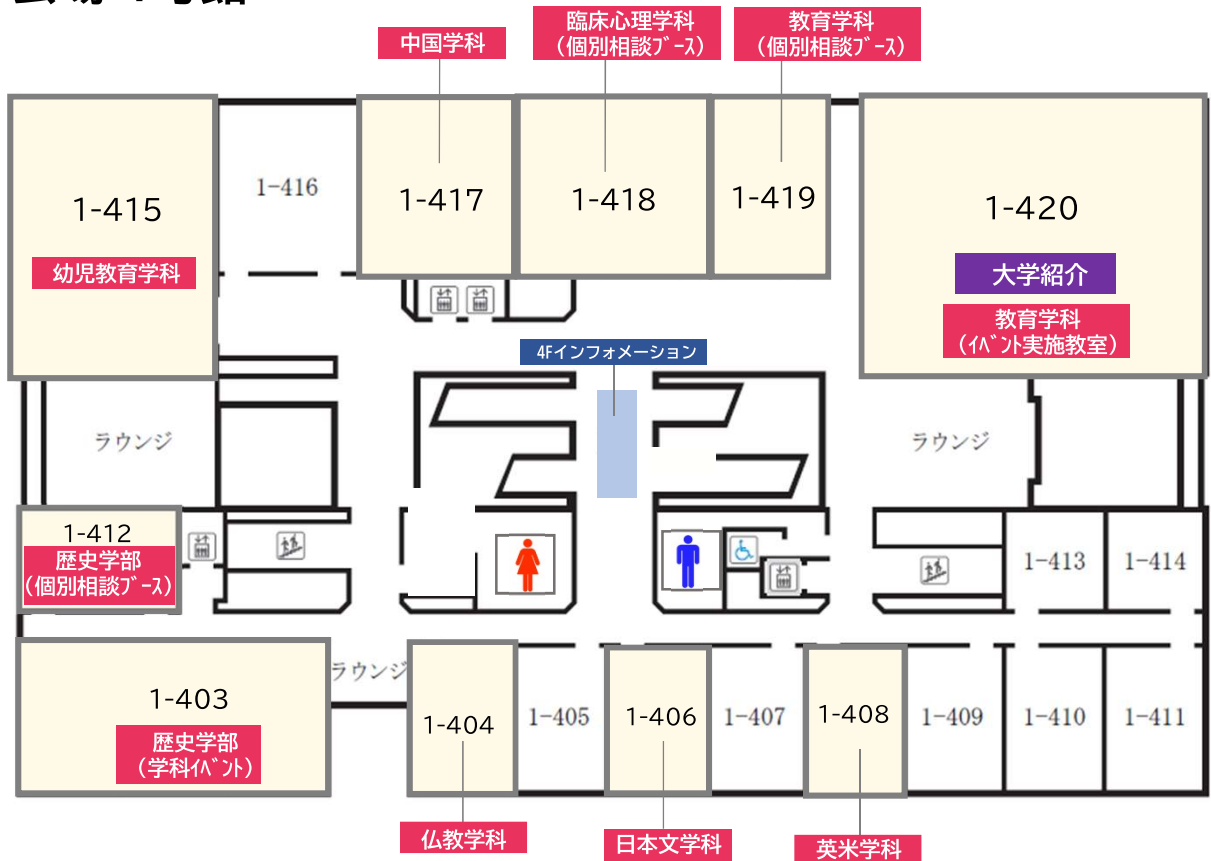 中国学科
臨床心理学科
（個別相談ﾌﾞｰｽ）
教育学科
（個別相談ﾌﾞｰｽ）
1-415
幼児教育学科
1-416
1-417
1-418
1-419
1-420
大学紹介
教育学科
（ｲﾍﾞﾝﾄ実施教室）
4Fインフォメーション
ラウンジ
ラウンジ
1-412
歴史学部
（個別相談ﾌﾞｰｽ）
1-413
1-414
ラウンジ
1-403
歴史学部
（学科ｲﾍﾞﾝﾄ）
1-404
1-405
1-406
1-407
1-408
1-409
1-410
1-411
仏教学科
日本文学科
英米学科